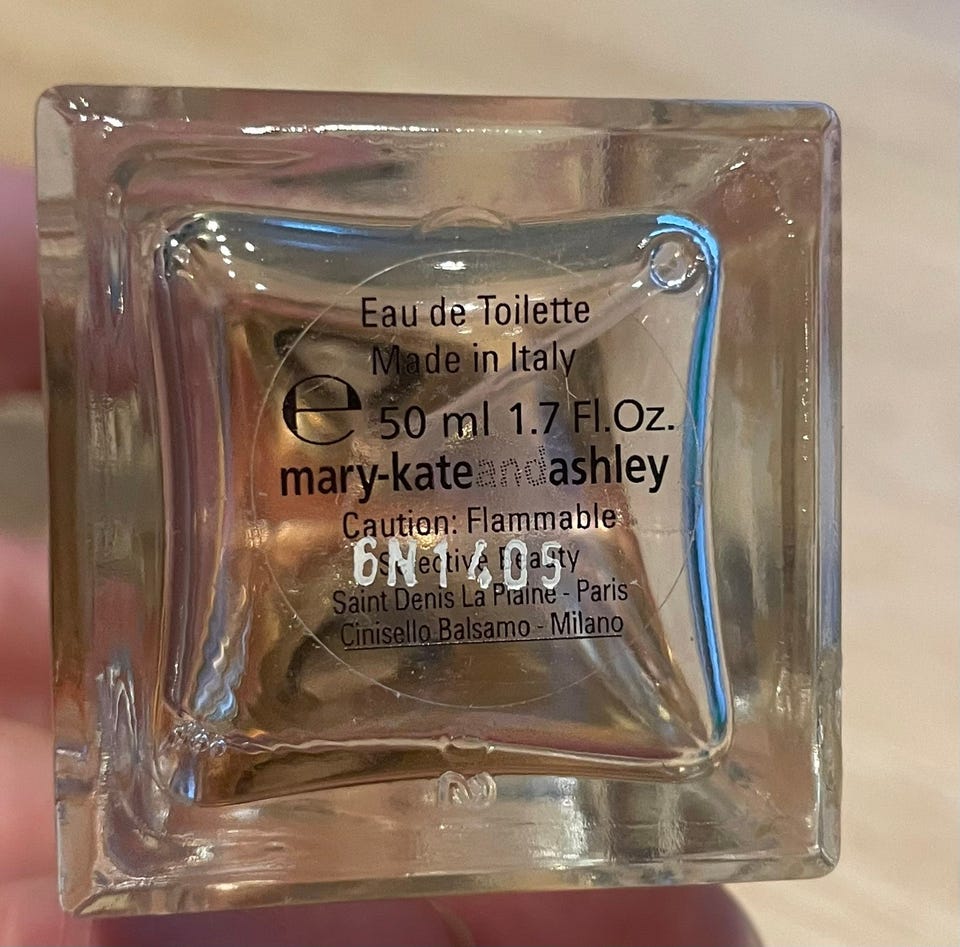 Eau de Toilette
Made in Italy
e 50 ml 1.7 Fl.Oz.
mary-kateandashley
Caution: Flammable
Selective Beauty
6N1405
Saint Denis La Plaine - Paris
Cinisello Balsamo - Milano